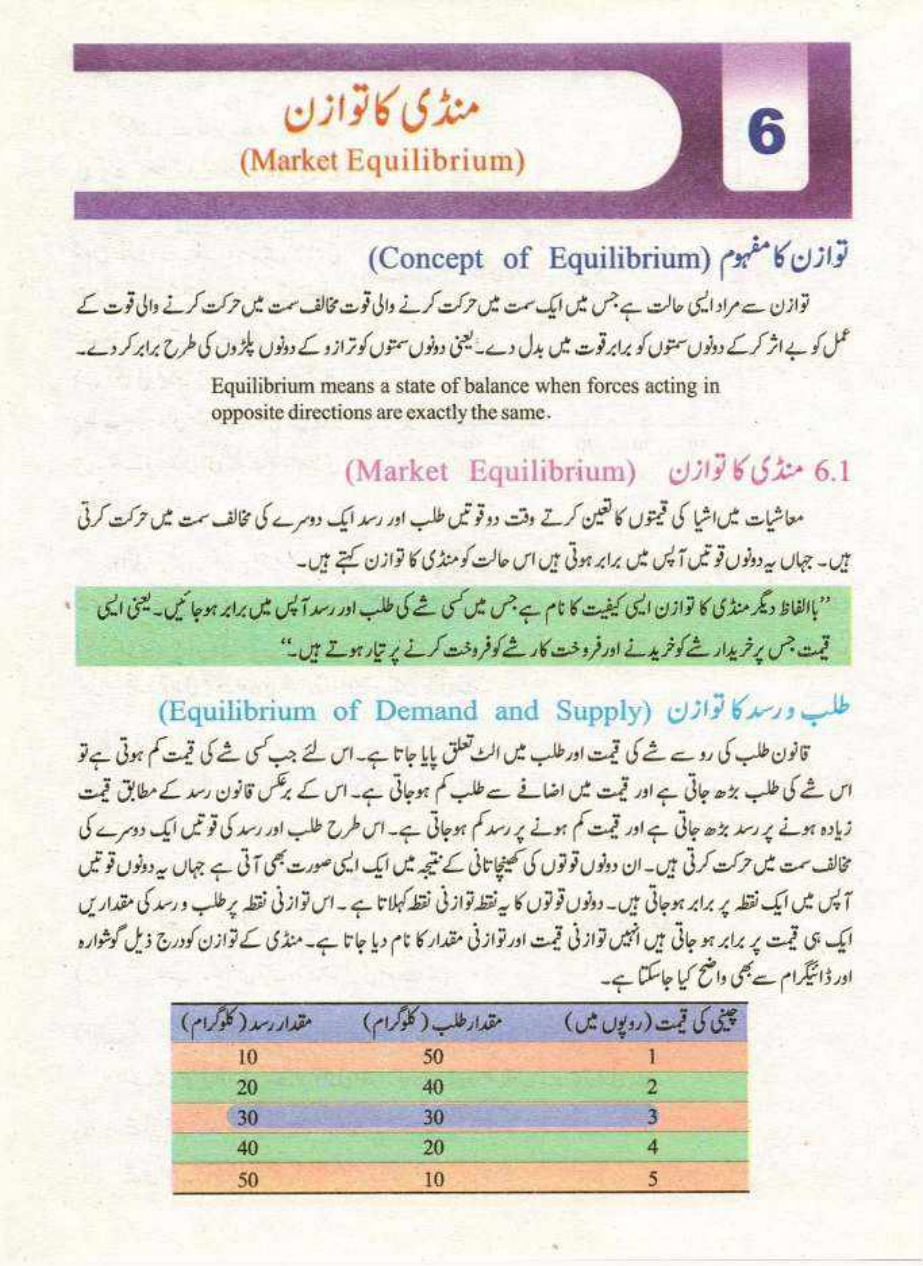 منڈی کا توازن
(Market Equilibrium)
6
توازن کا مفہوم (Concept of Equilibrium)
توازن سے مراد ایسی حالت ہے جس میں ایک سمت میں حرکت کرنے والی قوت مخالف سمت میں حرکت کرنے والی قوت کے
عمل کو بے اثر کر کے دونوں سمتوں کو برابر قوت میں بدل دے۔ یعنی دونوں سمتوں کو ترازو کے دونوں پلڑوں کی طرح برابر کر دے۔
Equilibrium means a state of balance when forces acting in
opposite directions are exactly the same.
6.1 منڈی کا توازن (Market Equilibrium)
معاشیات میں اشیا کی قیمتوں کا تعین کرتے وقت دو قوتیں طلب اور رسد ایک دوسرے کی مخالف سمت میں حرکت کرتی
ہیں۔ جہاں یہ دونوں قوتیں آپس میں برابر ہوتی ہیں اس حالت کو منڈی کا توازن کہتے ہیں۔
”باالفاظ دیگر منڈی کا توازن ایسی کیفیت کا نام ہے جس میں کسی شے کی طلب اور رسد آپس میں برابر ہو جائیں۔ یعنی ایسی
قیمت جس پر خریدار شے کو خریدنے اور فروخت کار شے کو فروخت کرنے پر تیار ہوتے ہیں۔“
طلب و رسد کا توازن (Equilibrium of Demand and Supply)
قانون طلب کی رو سے شے کی قیمت اور طلب میں الٹ تعلق پایا جاتا ہے۔ اس لئے جب کسی شے کی قیمت کم ہوتی ہے تو
اس شے کی طلب بڑھ جاتی ہے اور قیمت میں اضافے سے طلب کم ہو جاتی ہے۔ اس کے برعکس قانون رسد کے مطابق قیمت
زیادہ ہونے پر رسد بڑھ جاتی ہے اور قیمت کم ہونے پر رسد کم ہو جاتی ہے۔ اس طرح طلب اور رسد کی قوتیں ایک دوسرے کی
مخالف سمت میں حرکت کرتی ہیں۔ ان دونوں قوتوں کی کھینچا تانی کے نتیجہ میں ایک ایسی صورت بھی آتی ہے جہاں یہ دونوں قوتیں
آپس میں ایک نقطہ پر برابر ہو جاتی ہیں۔ دونوں قوتوں کا یہ نقطہ توازنی نقطہ کہلاتا ہے۔ اس توازنی نقطہ پر طلب و رسد کی مقداریں
ایک ہی قیمت پر برابر ہو جاتی ہیں انہیں توازنی قیمت اور توازنی مقدار کا نام دیا جاتا ہے۔ منڈی کے توازن کو درج ذیل گوشوارہ
اور ڈائیگرام سے بھی واضح کیا جاسکتا ہے۔
چینی کی قیمت (روپوں میں) مقدار طلب (کلوگرام) مقدار رسد (کلوگرام)
1 50 10
2 40 20
3 30 30
4 20 40
5 10 50